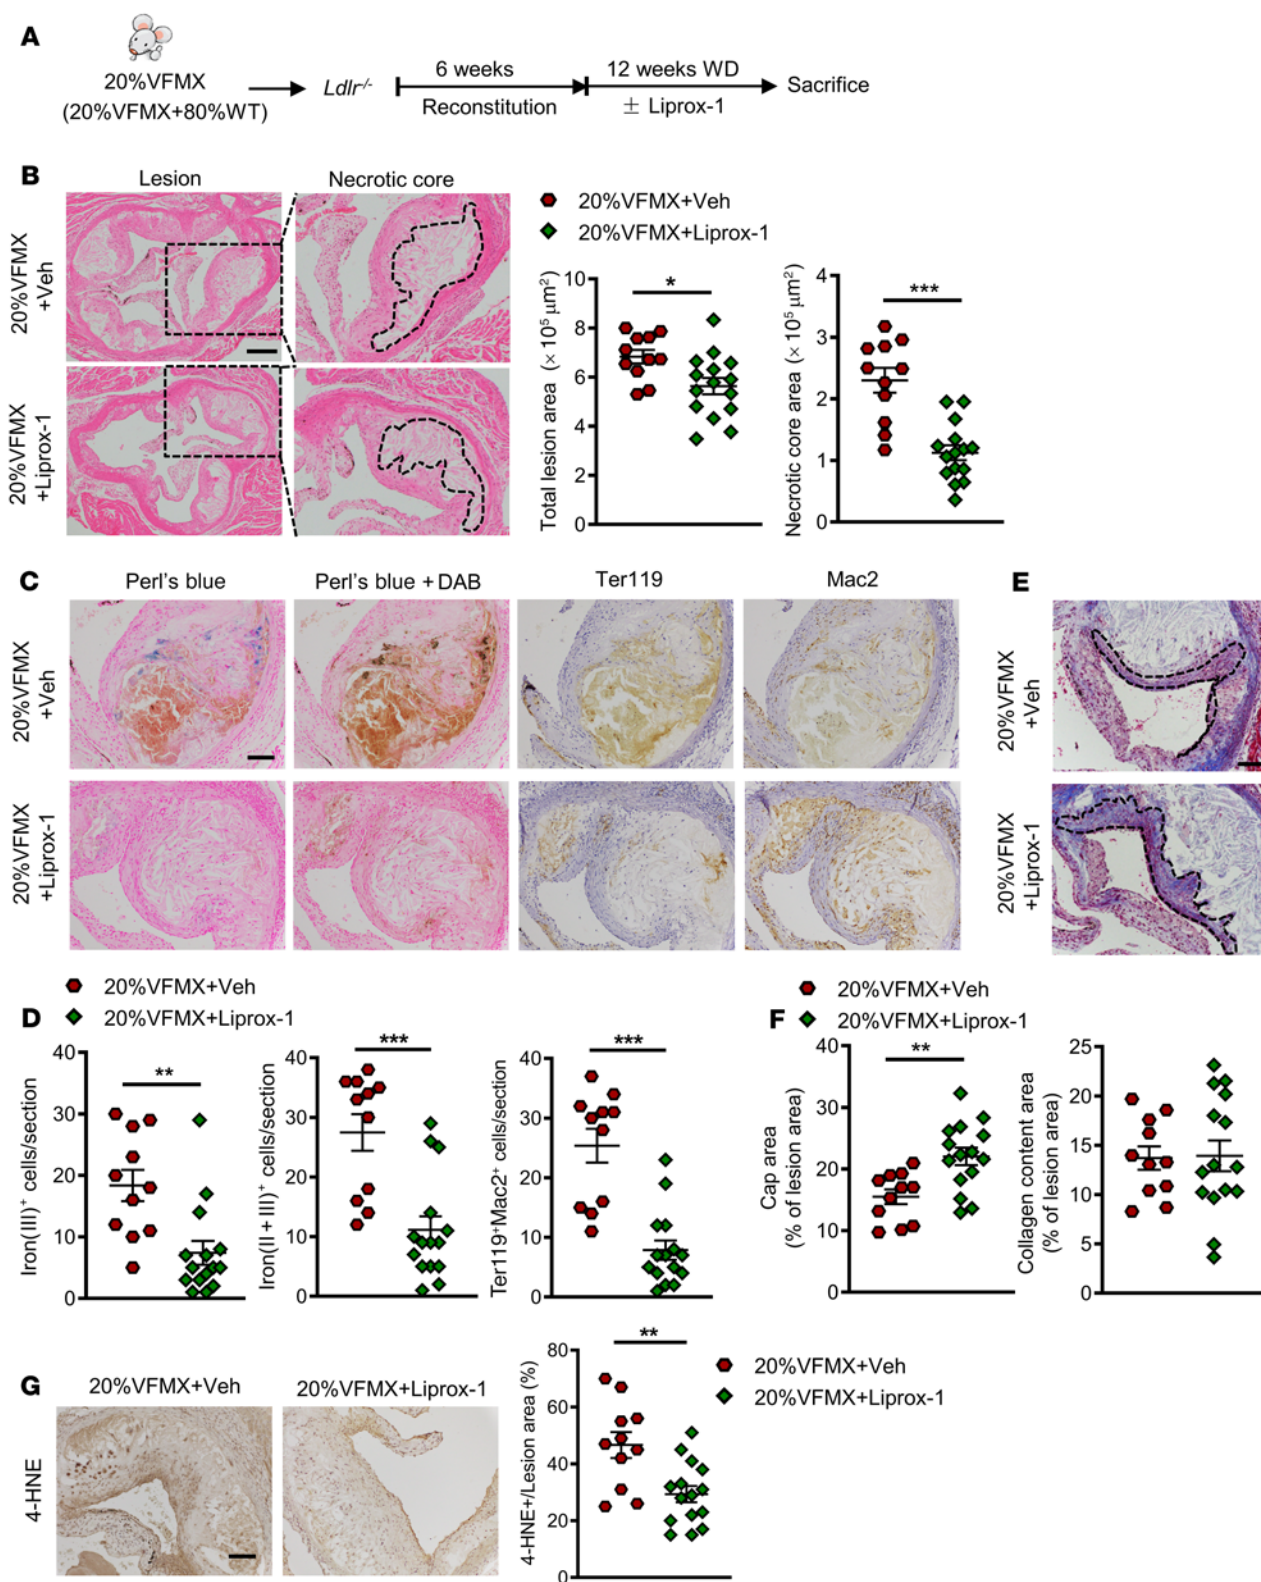 A
20%VFMX
(20%VFMX+80%WT)
Ldlr-/-
6 weeks
Reconstitution
12 weeks WD
± Liprox-1
Sacrifice
B
Lesion
Necrotic core
20%VFMX
+Veh
20%VFMX
+Liprox-1
20%VFMX+Veh
20%VFMX+Liprox-1
Total lesion area (× 10⁵ µm²)
10
8
6
4
2
0
*
Necrotic core area (× 10⁵ µm²)
4
3
2
1
0
***
C
Perl's blue
Perl's blue + DAB
Ter119
Mac2
20%VFMX
+Veh
20%VFMX
+Liprox-1
E
20%VFMX
+Veh
20%VFMX
+Liprox-1
D
20%VFMX+Veh
20%VFMX+Liprox-1
Iron(III)⁺ cells/section
40
30
20
10
0
**
Iron(II + III)⁺ cells/section
40
30
20
10
0
***
Ter119⁺Mac2⁺ cells/section
40
30
20
10
0
***
F
20%VFMX+Veh
20%VFMX+Liprox-1
Cap area
(% of lesion area)
40
30
20
10
0
**
Collagen content area
(% of lesion area)
25
20
15
10
5
0
G
20%VFMX+Veh
20%VFMX+Liprox-1
4-HNE
4-HNE+/Lesion area (%)
80
60
40
20
0
**
20%VFMX+Veh
20%VFMX+Liprox-1